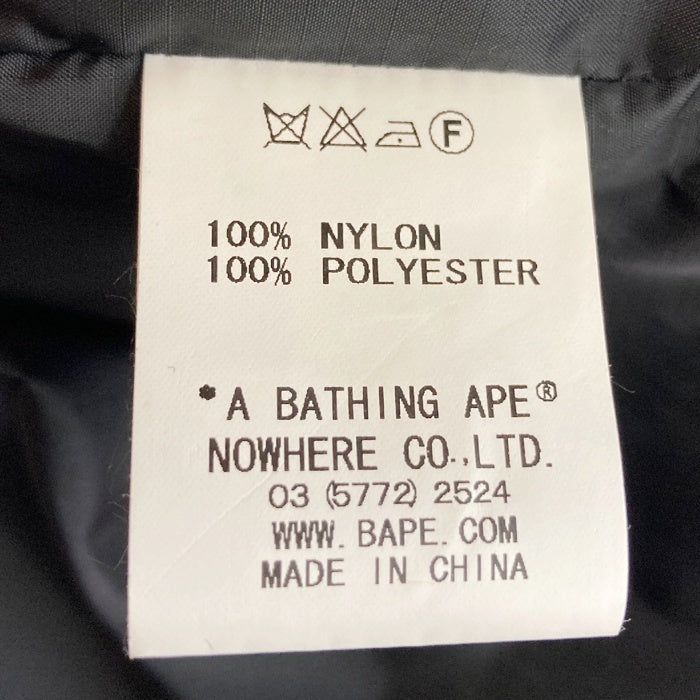 F
100% NYLON
100% POLYESTER
*A BATHING APE®
NOWHERE CO.,LTD.
03 (5772) 2524
WWW. BAPE. COM
MADE IN CHINA